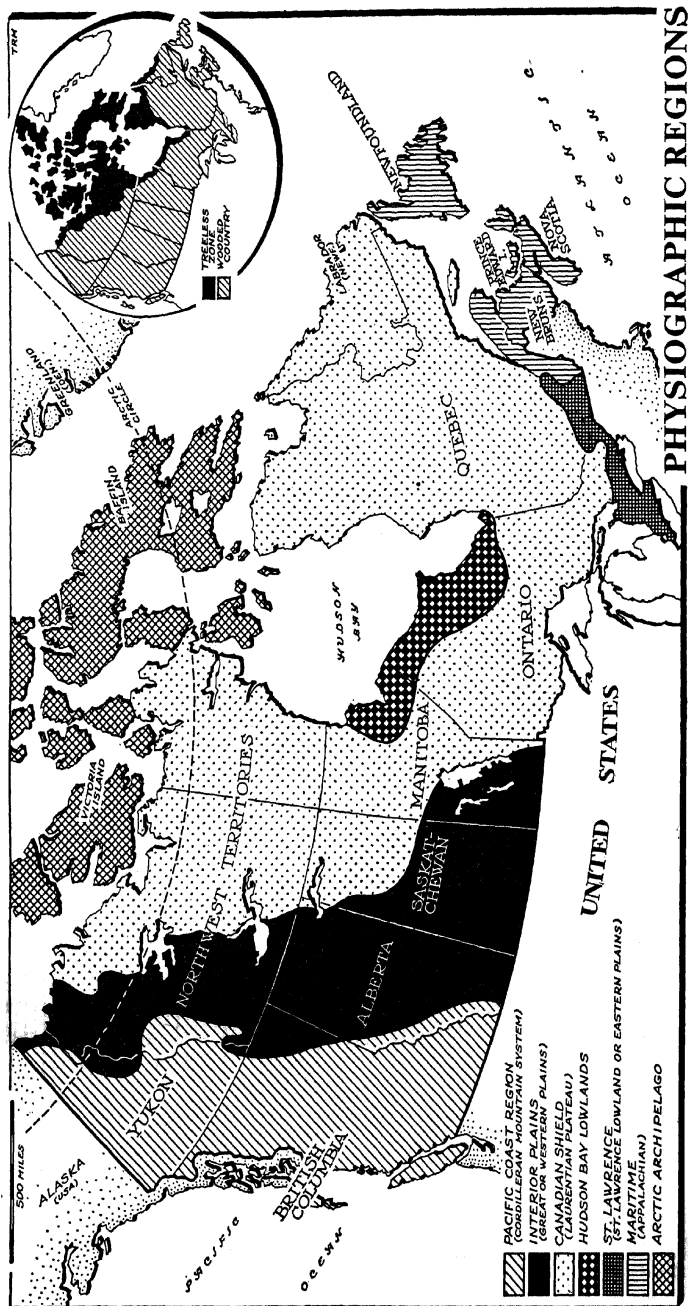 PHYSIOGRAPHIC REGIONS
500 MILES
TRM
TREELESS
ZONE
WOODED
COUNTRY
ALASKA
(USA)
YUKON
NORTHWEST TERRITORIES
VICTORIA
ISLAND
BAFFIN
ISLAND
GREENLAND
ARCTIC
CIRCLE
BRITISH
COLUMBIA
ALBERTA
SASKAT-
CHEWAN
MANITOBA
HUDSON
BAY
ONTARIO
QUEBEC
LABRADOR
NEWFOUNDLAND
PRINCE
EDWARD
I.
NEW
BRUNS.
NOVA
SCOTIA
PACIFIC
OCEAN
ATLANTIC
OCEAN
UNITED STATES
PACIFIC COAST REGION
(CORDILLERAN MOUNTAIN SYSTEM)
INTERIOR PLAINS
(GREAT OR WESTERN PLAINS)
CANADIAN SHIELD
(LAURENTIAN PLATEAU)
HUDSON BAY LOWLANDS
ST. LAWRENCE
(ST. LAWRENCE LOWLAND OR EASTERN PLAINS)
MARITIME
(APPALACHIAN)
ARCTIC ARCHIPELAGO